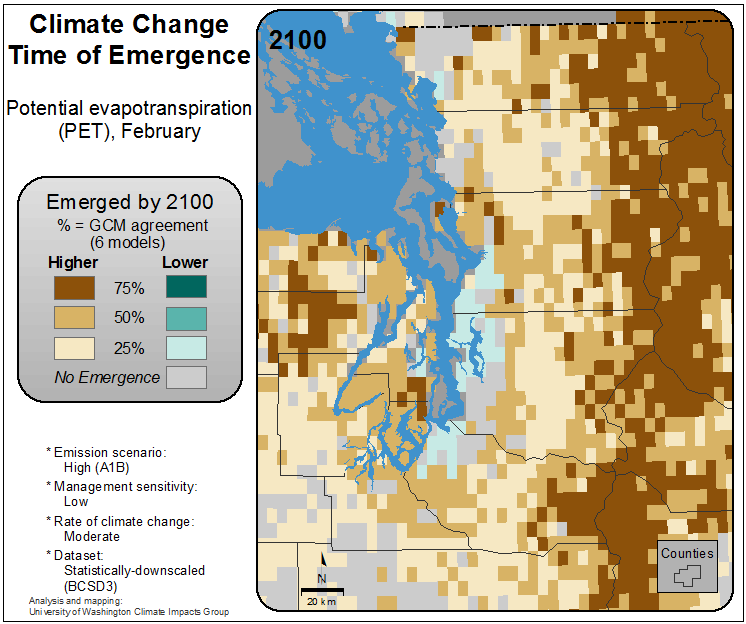 Climate Change
Time of Emergence
Potential evapotranspiration
(PET), February
Emerged by 2100
% = GCM agreement
(6 models)
Higher Lower
75%
50%
25%
No Emergence
* Emission scenario:
High (A1B)
* Management sensitivity:
Low
* Rate of climate change:
Moderate
* Dataset:
Statistically-downscaled
(BCSD3)
Analysis and mapping:
University of Washington Climate Impacts Group
2100
N
20 km
Counties